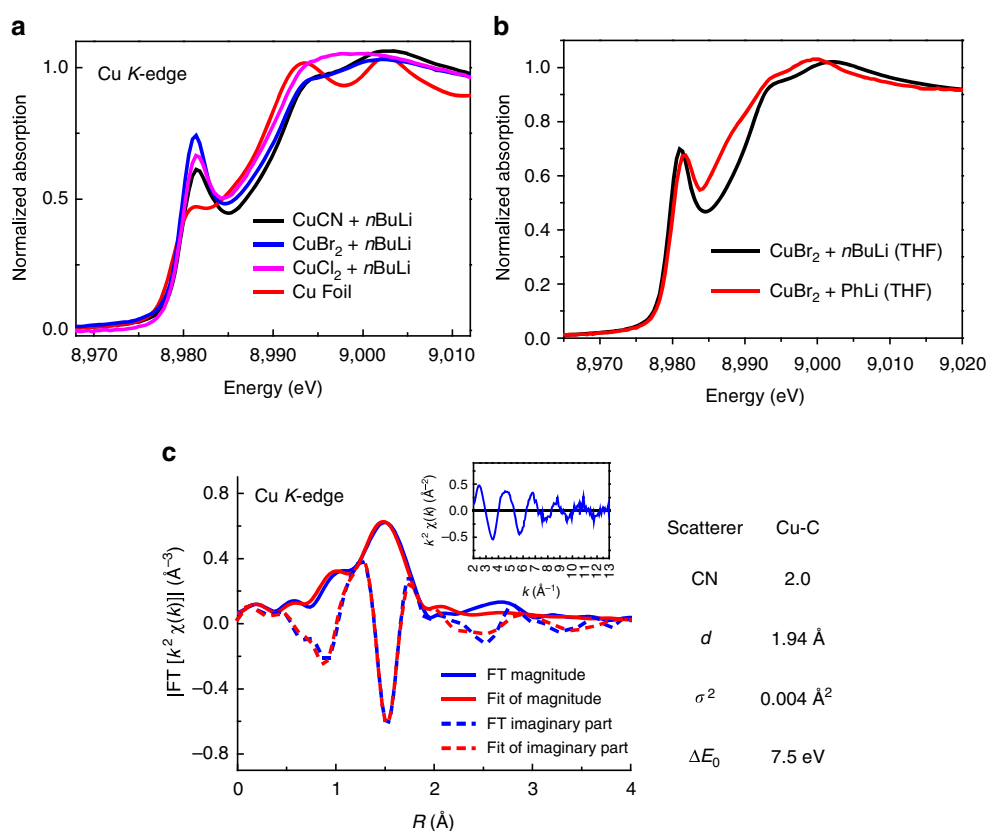 a
Cu K-edge
Normalized absorption
1.0
0.5
0.0
CuCN + nBuLi
CuBr₂ + nBuLi
CuCl₂ + nBuLi
Cu Foil
8,970 8,980 8,990 9,000 9,010
Energy (eV)
b
Normalized absorption
1.0
0.8
0.6
0.4
0.2
0.0
CuBr₂ + nBuLi (THF)
CuBr₂ + PhLi (THF)
8,970 8,980 8,990 9,000 9,010 9,020
Energy (eV)
c
Cu K-edge
|FT [k² χ(k)]| (Å⁻³)
0.8
0.4
0.0
−0.4
−0.8
k² χ(k) (Å⁻²)
0.5
0.0
−0.5
2 3 4 5 6 7 8 9 10 11 12 13
k (Å⁻¹)
FT magnitude
Fit of magnitude
FT imaginary part
Fit of imaginary part
0 1 2 3 4
R (Å)
Scatterer Cu-C
CN 2.0
d 1.94 Å
σ² 0.004 Å²
ΔE₀ 7.5 eV